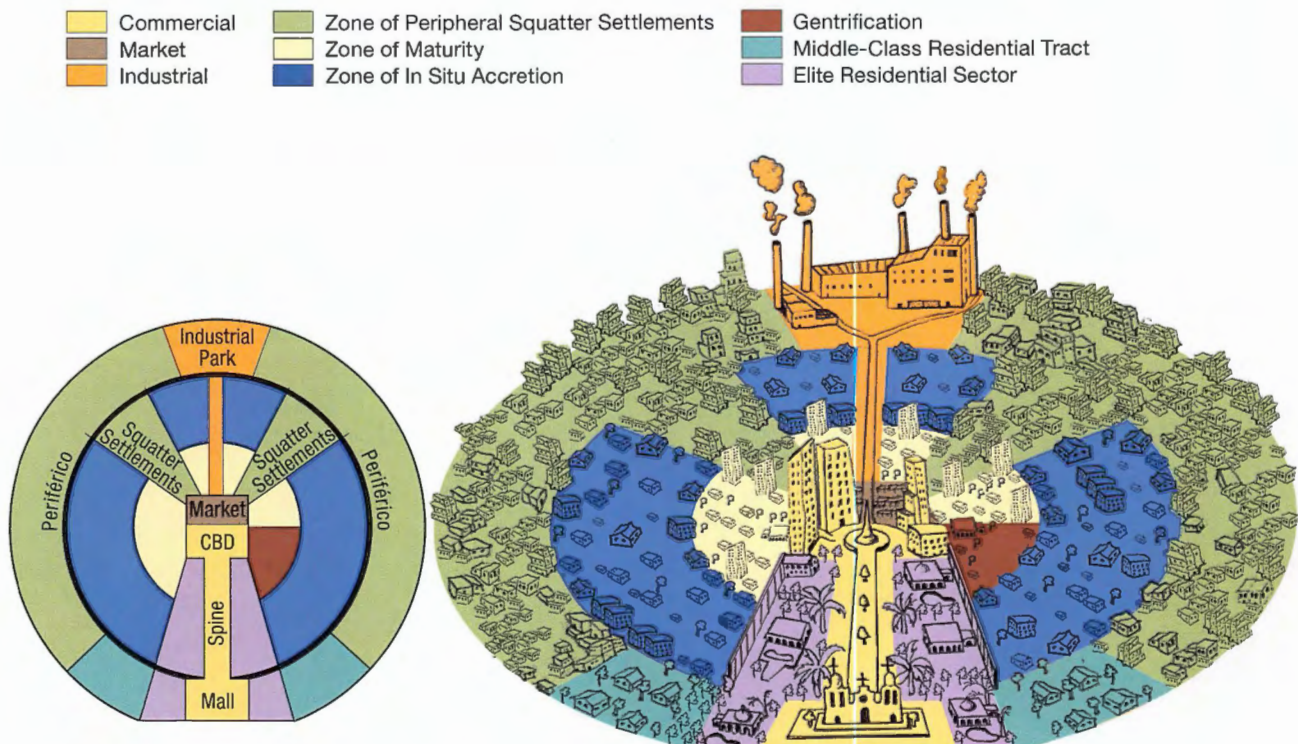 Commercial
Market
Industrial
Zone of Peripheral Squatter Settlements
Zone of Maturity
Zone of In Situ Accretion
Gentrification
Middle-Class Residential Tract
Elite Residential Sector
Industrial
Park
Squatter
Settlements
Squatter
Settlements
Periférico
Periférico
Market
CBD
Spine
Mall